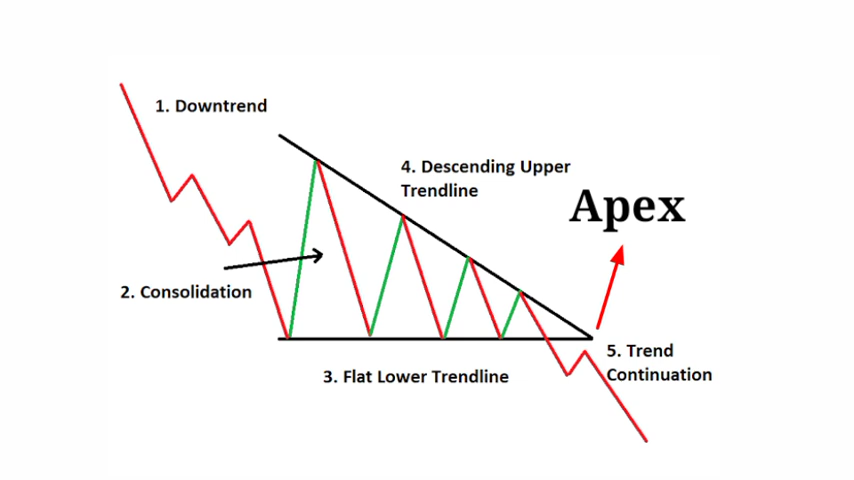 1. Downtrend
4. Descending Upper
Trendline
Apex
2. Consolidation
5. Trend
Continuation
3. Flat Lower Trendline